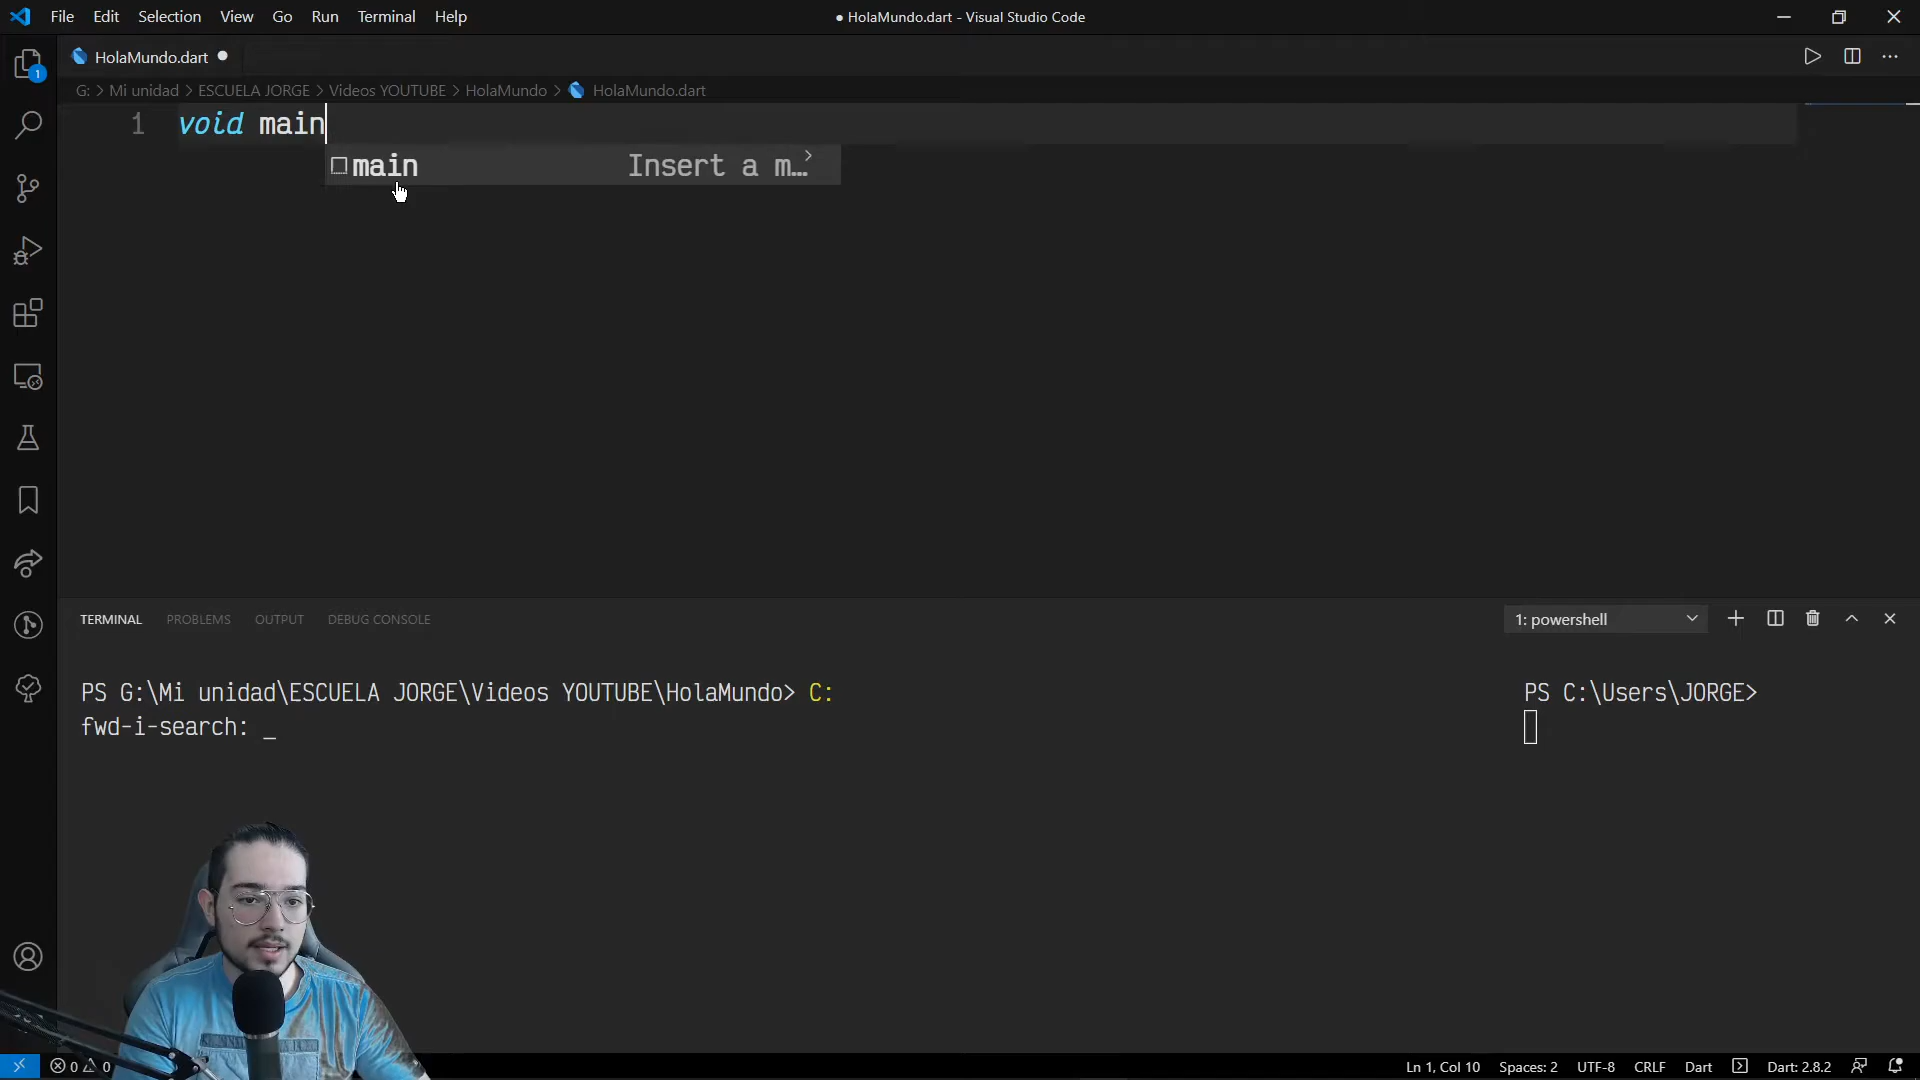 File Edit Selection View Go Run Terminal Help
● HolaMundo.dart - Visual Studio Code
HolaMundo.dart
G: > Mi unidad > ESCUELA JORGE > Videos YOUTUBE > HolaMundo > HolaMundo.dart
1
1 void main
main Insert a m…
TERMINAL PROBLEMS OUTPUT DEBUG CONSOLE
1: powershell
PS G:\Mi unidad\ESCUELA JORGE\Videos YOUTUBE\HolaMundo> C:
fwd-i-search: _
PS C:\Users\JORGE>
0 0
Ln 1, Col 10 Spaces: 2 UTF-8 CRLF Dart Dart: 2.8.2